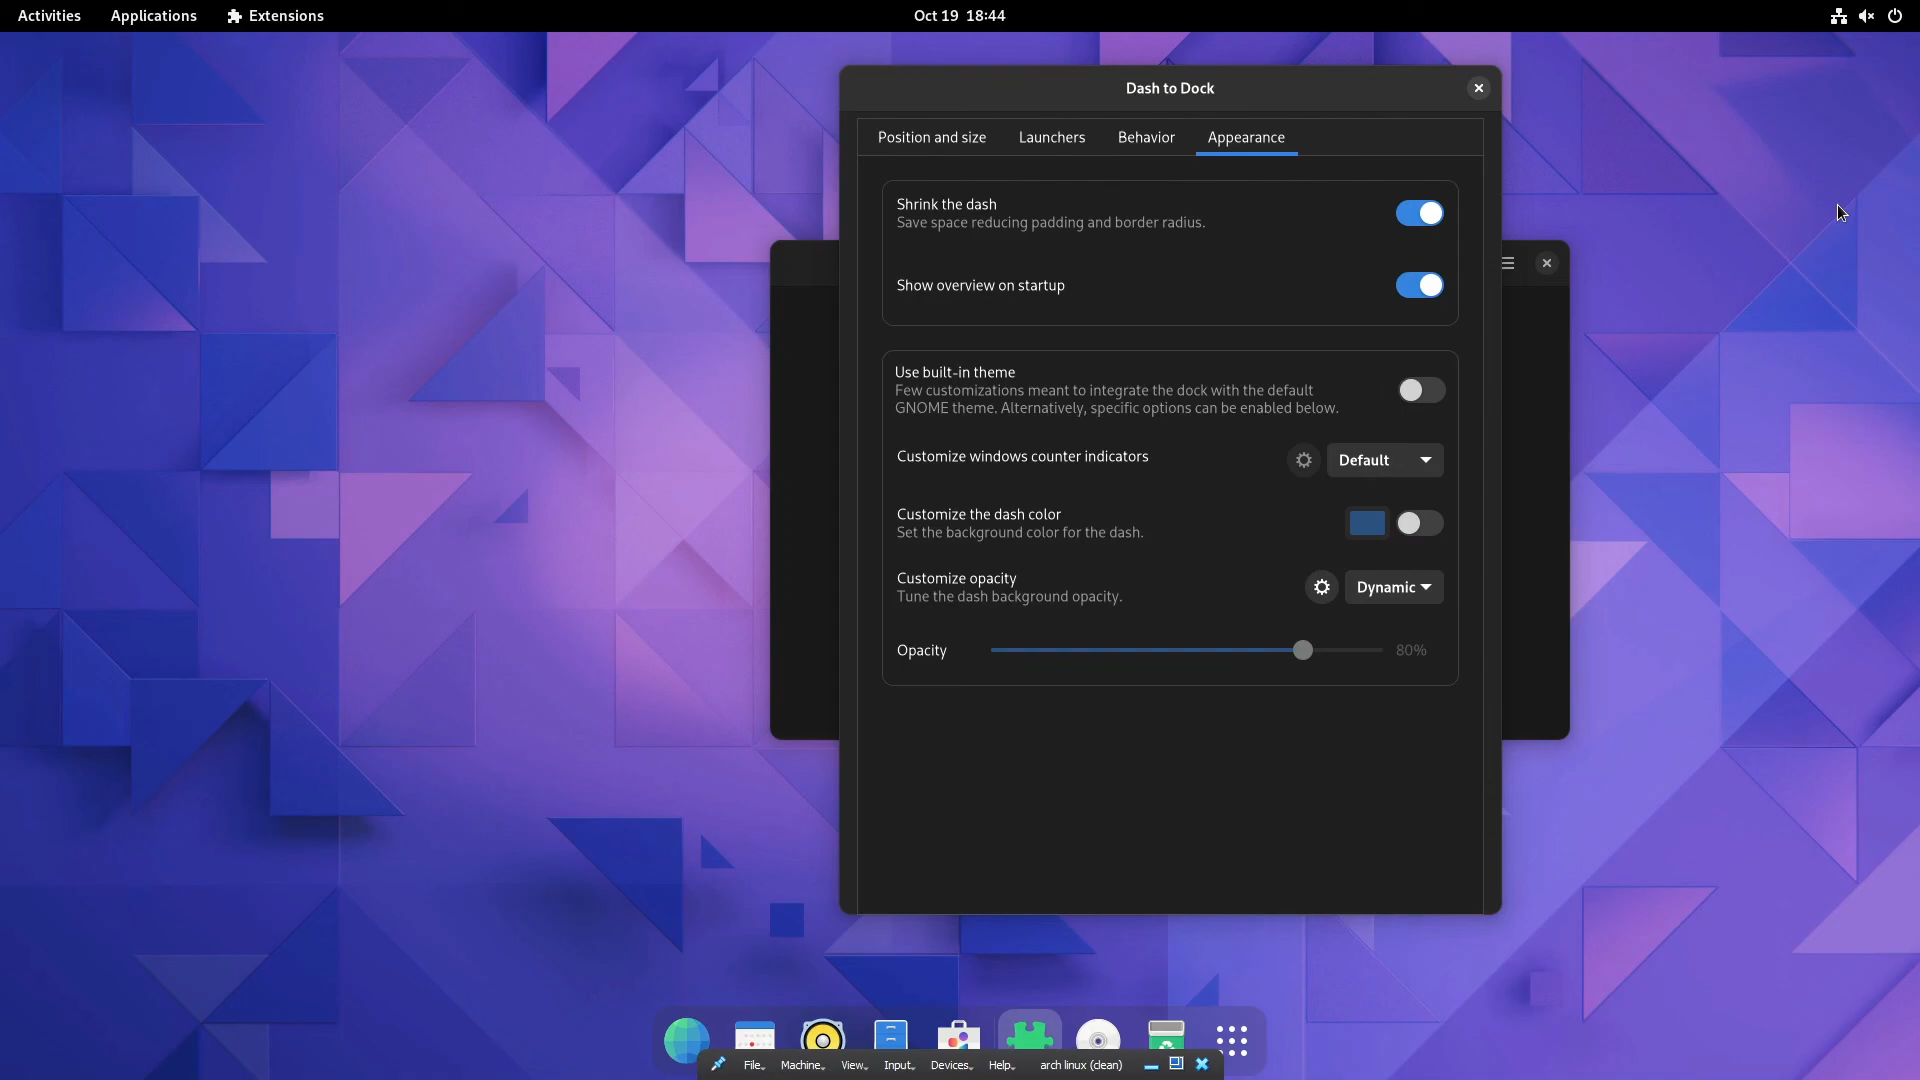 Activities Applications Extensions Oct 19 18:44
Dash to Dock
Position and size Launchers Behavior Appearance
Shrink the dash
Save space reducing padding and border radius.
Show overview on startup
Use built-in theme
Few customizations meant to integrate the dock with the default
GNOME theme. Alternatively, specific options can be enabled below.
Customize windows counter indicators Default
Customize the dash color
Set the background color for the dash.
Customize opacity
Tune the dash background opacity.
Dynamic
Opacity 80%
File Machine View Input Devices Help arch linux (clean)